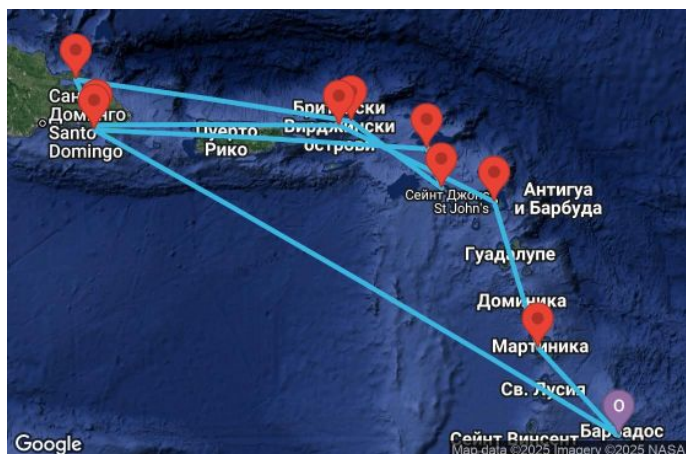 Санто
Доминго
Santo
Domingo
Пуерто
Рико
Британски
Вирджински
острови
Сейнт Джонс
St John's
Антигуа
и Барбуда
Гуадалупе
Доминика
Мартиника
Св. Лусия
Сейнт Винсент
Барбадос
O
Google
Map data ©2025 Imagery ©2025 NASA